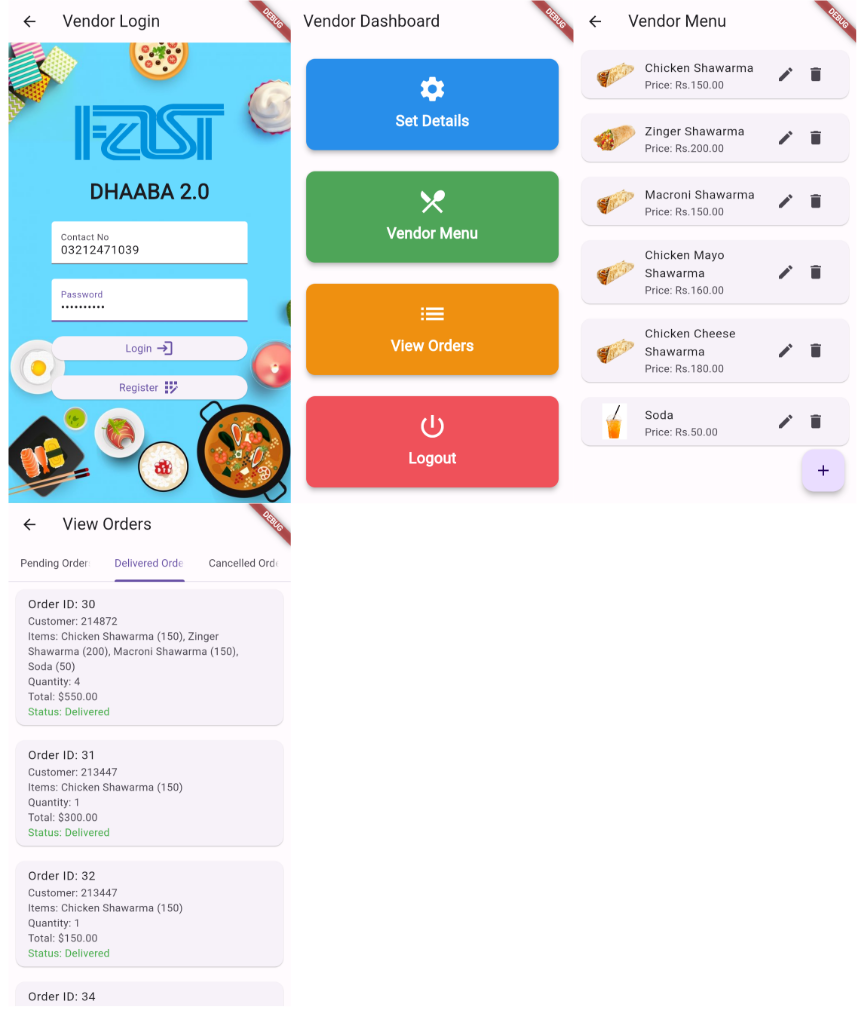 Vendor Login
DEBUG
FAST
DHAABA 2.0
Contact No
03212471039
Password
••••••••••
Login
Register
Vendor Dashboard
DEBUG
Set Details
Vendor Menu
View Orders
Logout
Vendor Menu
DEBUG
Chicken Shawarma
Price: Rs.150.00
Zinger Shawarma
Price: Rs.200.00
Macroni Shawarma
Price: Rs.150.00
Chicken Mayo
Shawarma
Price: Rs.160.00
Chicken Cheese
Shawarma
Price: Rs.180.00
Soda
Price: Rs.50.00
+
View Orders
DEBUG
Pending Order
Delivered Orde
Cancelled Ord
Order ID: 30
Customer: 214872
Items: Chicken Shawarma (150), Zinger
Shawarma (200), Macroni Shawarma (150),
Soda (50)
Quantity: 4
Total: $550.00
Status: Delivered
Order ID: 31
Customer: 213447
Items: Chicken Shawarma (150)
Quantity: 1
Total: $300.00
Status: Delivered
Order ID: 32
Customer: 213447
Items: Chicken Shawarma (150)
Quantity: 1
Total: $150.00
Status: Delivered
Order ID: 34